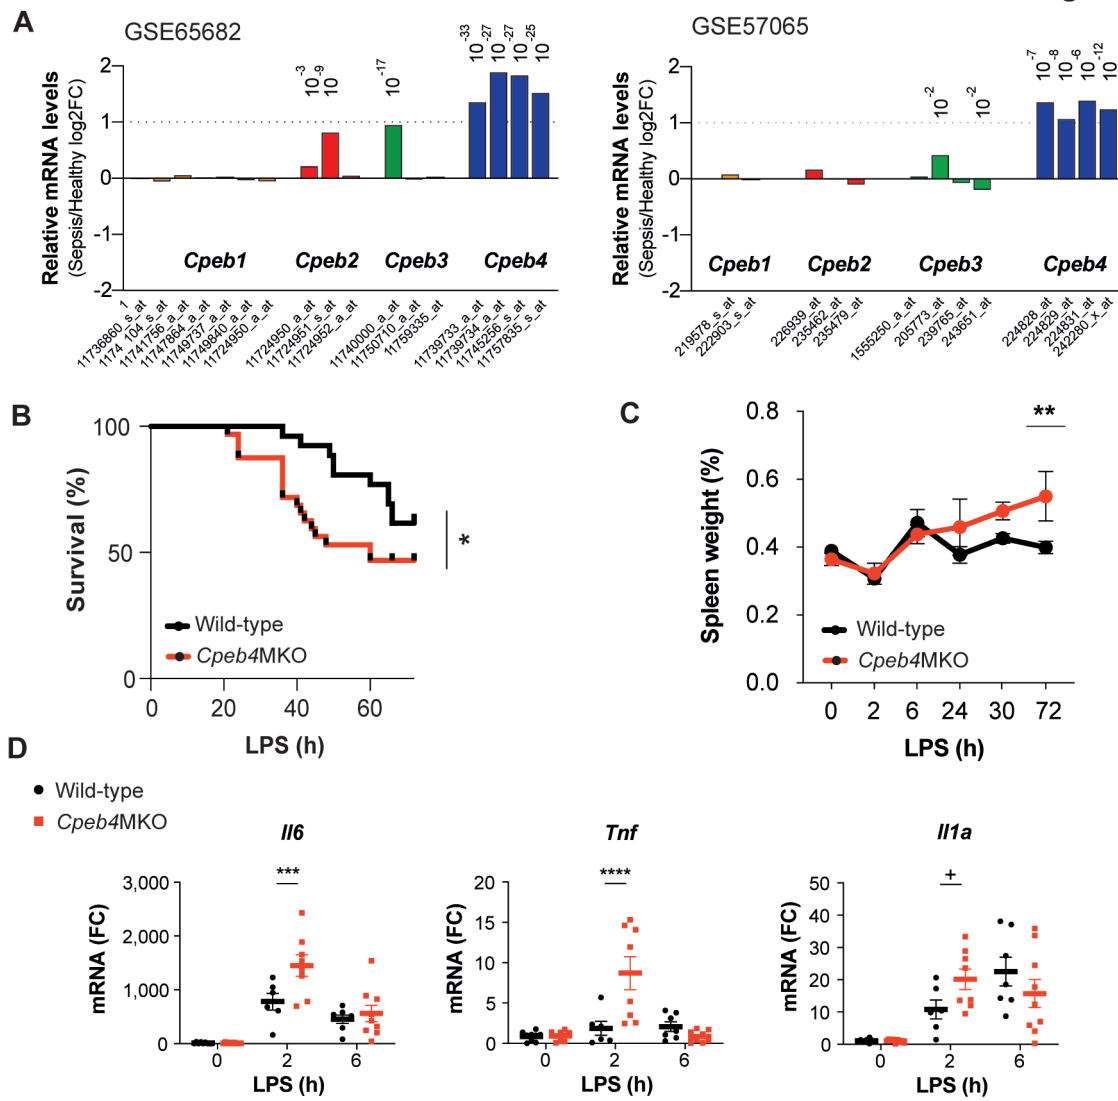 A
GSE65682
GSE57065
Relative mRNA levels
(Sepsis/Healthy log2FC)
2
1
0
-1
-2
10-3
10-9
10-17
10-33
10-27
10-27
10-25
Cpeb1
Cpeb2
Cpeb3
Cpeb4
11736860_1
1174_104_s_at
11741756_a_at
11747864_a_at
11749737_a_at
11749840_a_at
11724950_a_at
11724950_a_at
11724951_s_at
11724952_a_at
11740000_a_at
11750710_a_at
11759335_at
11739733_a_at
11739734_a_at
11745256_s_at
11757835_s_at
Relative mRNA levels
(Sepsis/Healthy log2FC)
2
1
0
-1
-2
10-2
10-2
10-7
10-8
10-6
10-12
Cpeb1
Cpeb2
Cpeb3
Cpeb4
219578_s_at
222903_s_at
226939_at
235462_at
235479_at
1555250_a_at
205773_at
239765_at
243651_at
224828_at
224829_at
224831_at
242280_x_at
B
Survival (%)
100
50
0
Wild-type
Cpeb4MKO
*
0 20 40 60
LPS (h)
C
Spleen weight (%)
0.8
0.6
0.4
0.2
0.0
**
Wild-type
Cpeb4MKO
0 2 6 24 30 72
LPS (h)
D
Wild-type
Cpeb4MKO
Il6
mRNA (FC)
3,000
2,000
1,000
0
***
0 2 6
LPS (h)
Tnf
mRNA (FC)
20
15
10
5
0
****
0 2 6
LPS (h)
Il1a
mRNA (FC)
50
40
30
20
10
0
+
0 2 6
LPS (h)